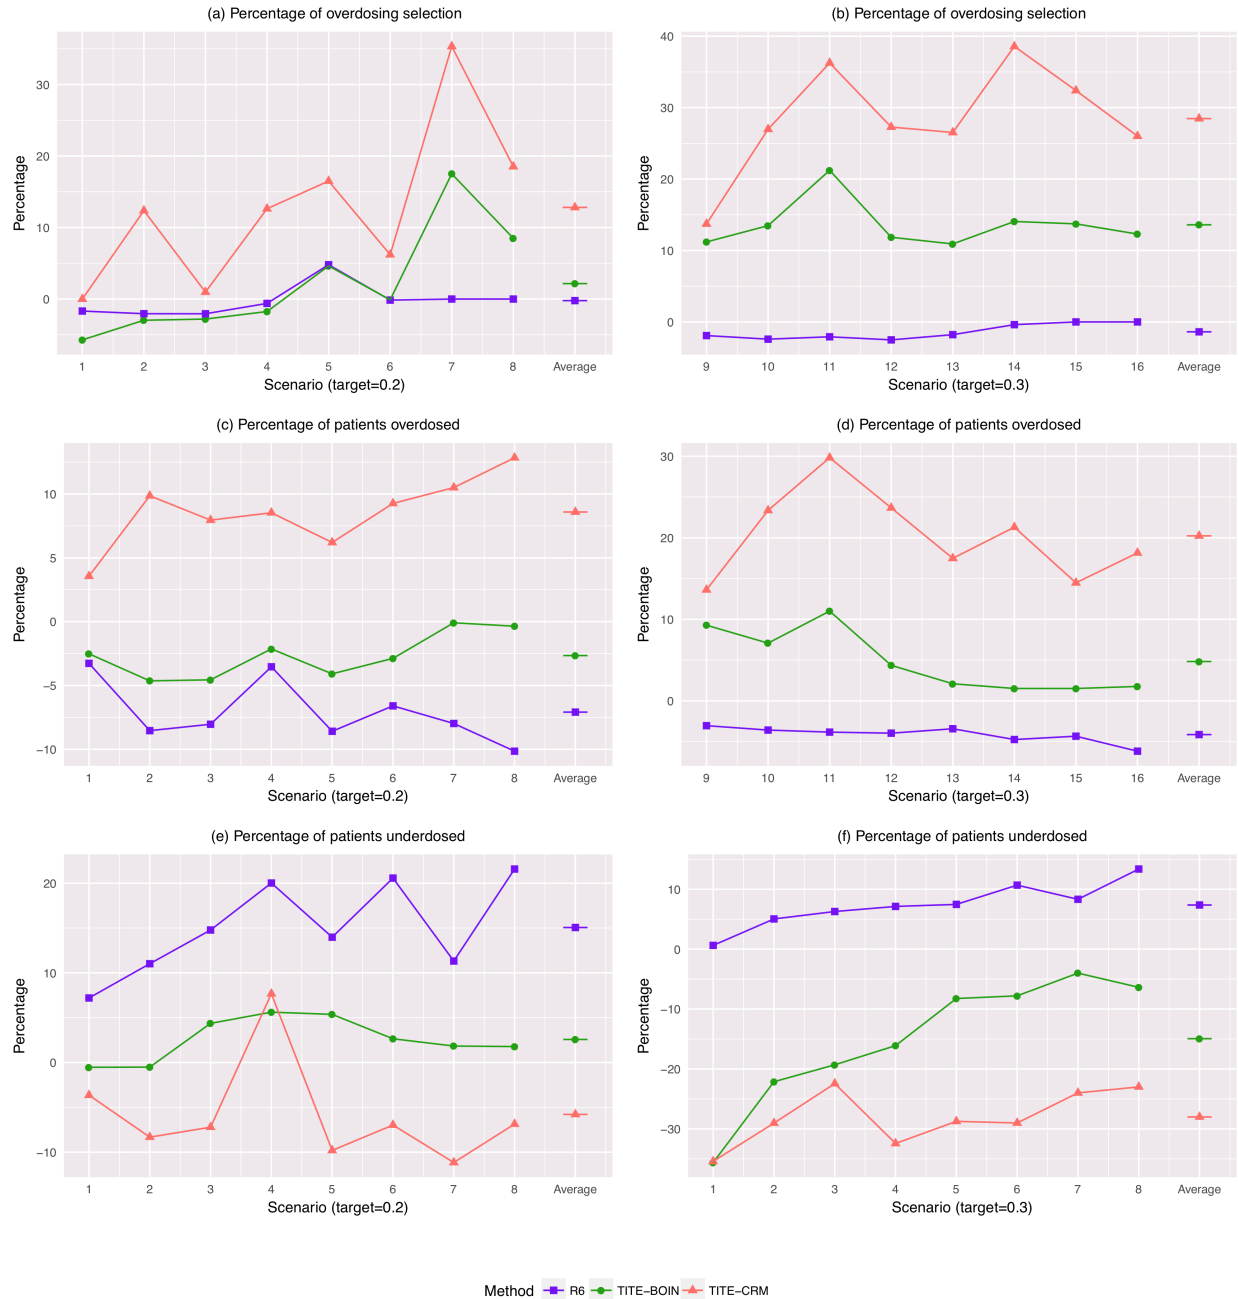 (a) Percentage of overdosing selection
Percentage
30
20
10
0
1 2 3 4 5 6 7 8 Average
Scenario (target=0.2)
(b) Percentage of overdosing selection
Percentage
40
30
20
10
0
9 10 11 12 13 14 15 16 Average
Scenario (target=0.3)
(c) Percentage of patients overdosed
Percentage
10
5
0
−5
−10
1 2 3 4 5 6 7 8 Average
Scenario (target=0.2)
(d) Percentage of patients overdosed
Percentage
30
20
10
0
9 10 11 12 13 14 15 16 Average
Scenario (target=0.3)
(e) Percentage of patients underdosed
Percentage
20
10
0
−10
1 2 3 4 5 6 7 8 Average
Scenario (target=0.2)
(f) Percentage of patients underdosed
Percentage
10
0
−10
−20
−30
1 2 3 4 5 6 7 8 Average
Scenario (target=0.3)
Method R6 TITE−BOIN TITE−CRM